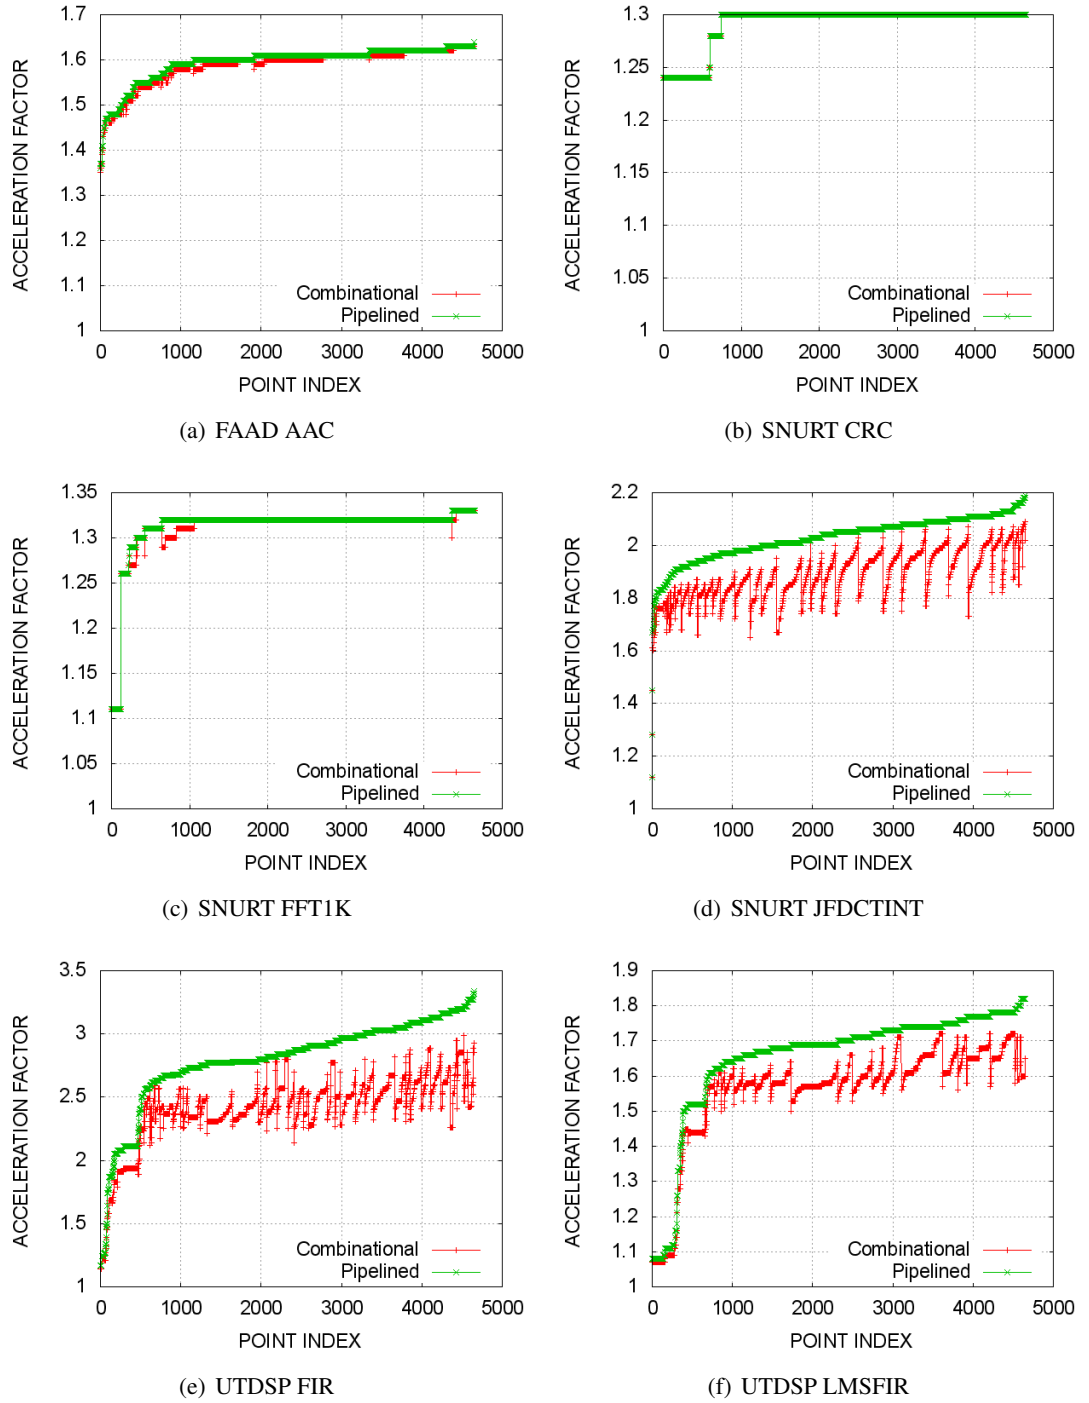 1.7
1.6
1.5
1.4
1.3
1.2
1.1
1
ACCELERATION FACTOR
Combinational
Pipelined
0 1000 2000 3000 4000 5000
POINT INDEX
(a) FAAD AAC
1.3
1.25
1.2
1.15
1.1
1.05
1
ACCELERATION FACTOR
Combinational
Pipelined
0 1000 2000 3000 4000 5000
POINT INDEX
(b) SNURT CRC
1.35
1.3
1.25
1.2
1.15
1.1
1.05
1
ACCELERATION FACTOR
Combinational
Pipelined
0 1000 2000 3000 4000 5000
POINT INDEX
(c) SNURT FFT1K
2.2
2
1.8
1.6
1.4
1.2
1
ACCELERATION FACTOR
Combinational
Pipelined
0 1000 2000 3000 4000 5000
POINT INDEX
(d) SNURT JFDCTINT
3.5
3
2.5
2
1.5
1
ACCELERATION FACTOR
Combinational
Pipelined
0 1000 2000 3000 4000 5000
POINT INDEX
(e) UTDSP FIR
1.9
1.8
1.7
1.6
1.5
1.4
1.3
1.2
1.1
1
ACCELERATION FACTOR
Combinational
Pipelined
0 1000 2000 3000 4000 5000
POINT INDEX
(f) UTDSP LMSFIR